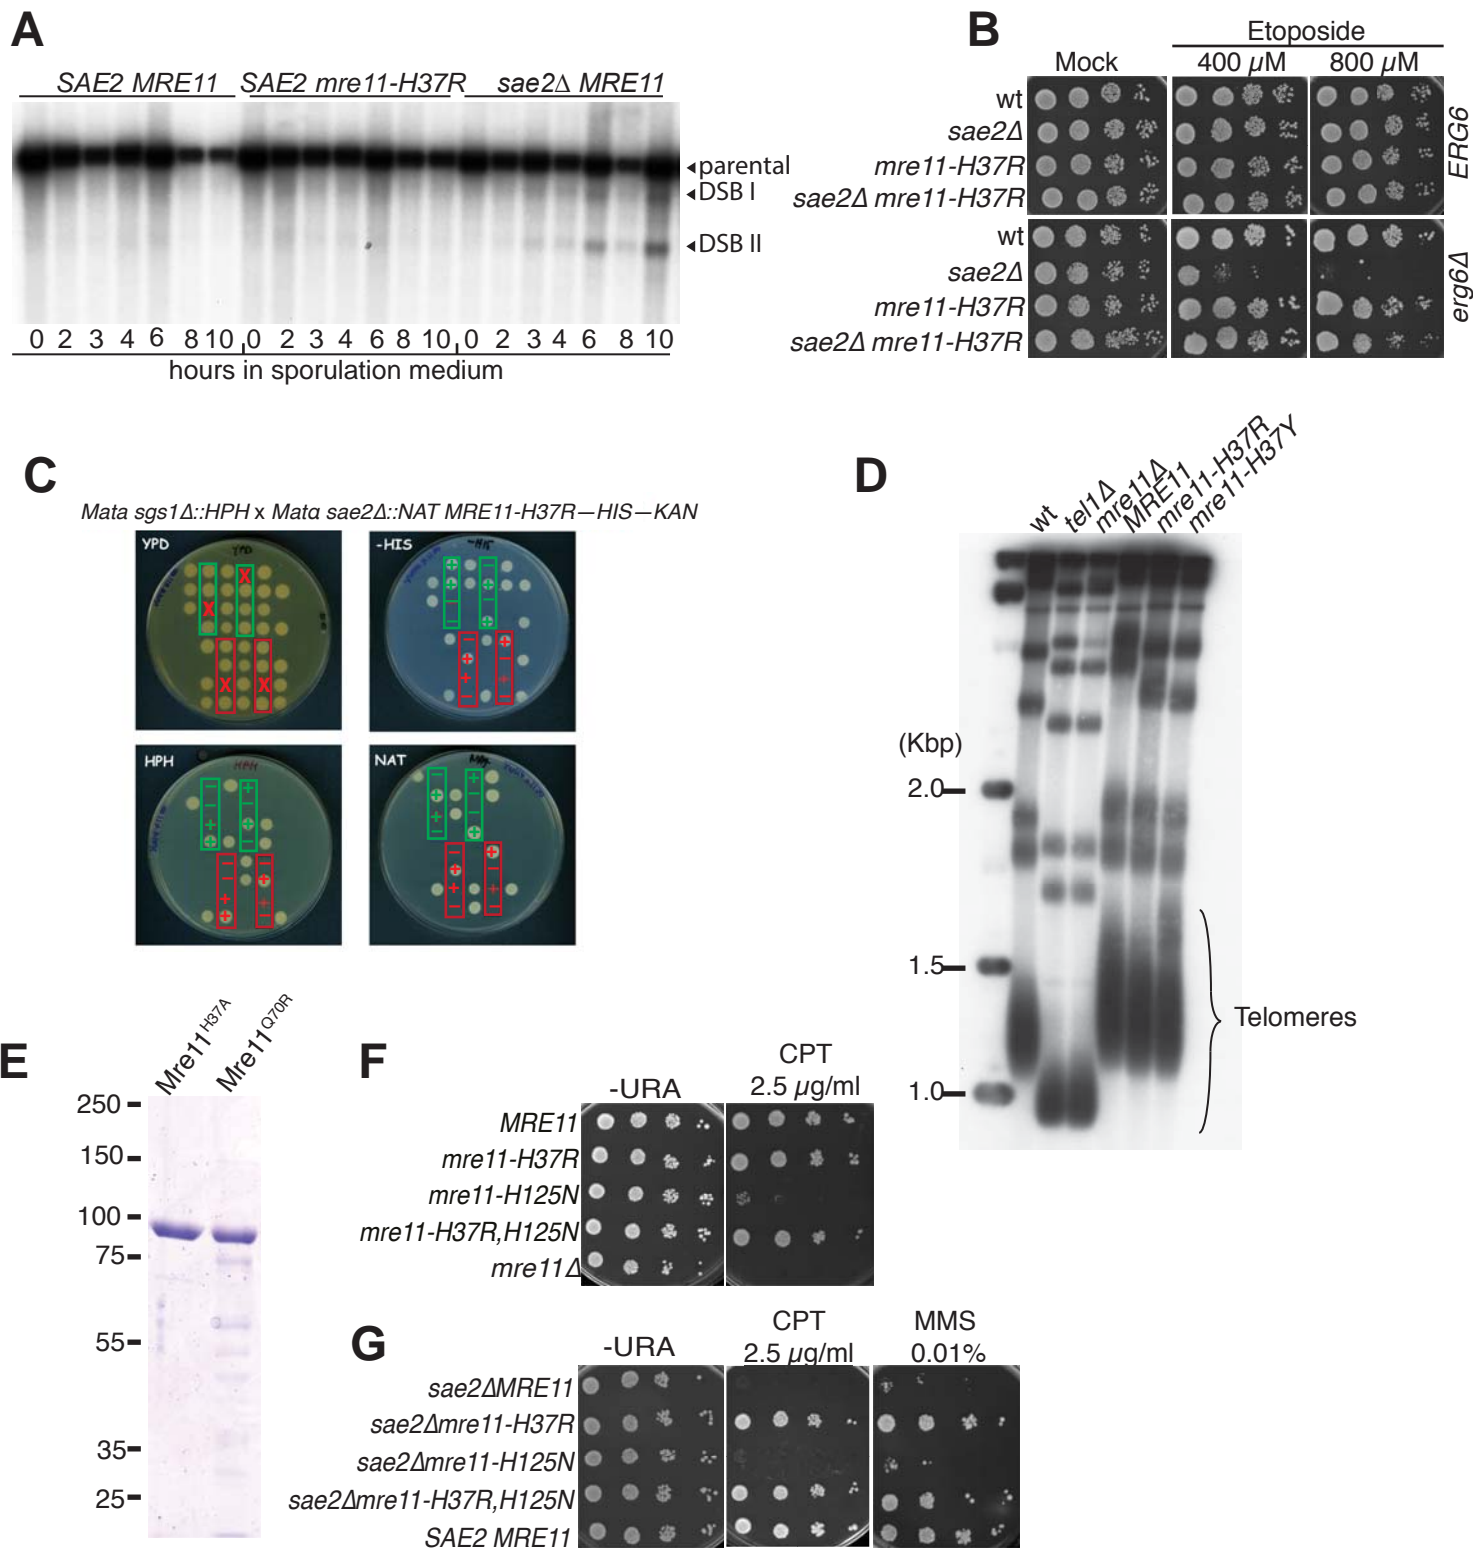 A
SAE2 MRE11 SAE2 mre11-H37R sae2Δ MRE11
parental
DSB I
DSB II
0 2 3 4 6 8 10 0 2 3 4 6 8 10 0 2 3 4 6 8 10
hours in sporulation medium
B
Etoposide
Mock 400 µM 800 µM
wt
sae2Δ
mre11-H37R
sae2Δ mre11-H37R
ERG6
wt
sae2Δ
mre11-H37R
sae2Δ mre11-H37R
erg6Δ
C
Mata sgs1Δ::HPH x Matα sae2Δ::NAT MRE11-H37R—HIS—KAN
YPD
YPD
-HIS
-HIS
HPH
HPH
NAT
NAT
D
wt
tel1Δ
mre11Δ
MRE11
mre11-H37R
mre11-H37Y
(Kbp)
2.0
1.5
1.0
Telomeres
E
Mre11H37A
Mre11Q70R
250
150
100
75
55
35
25
F
-URA
CPT
2.5 µg/ml
MRE11
mre11-H37R
mre11-H125N
mre11-H37R,H125N
mre11Δ
G
-URA
CPT
2.5 µg/ml
MMS
0.01%
sae2ΔMRE11
sae2Δmre11-H37R
sae2Δmre11-H125N
sae2Δmre11-H37R,H125N
SAE2 MRE11